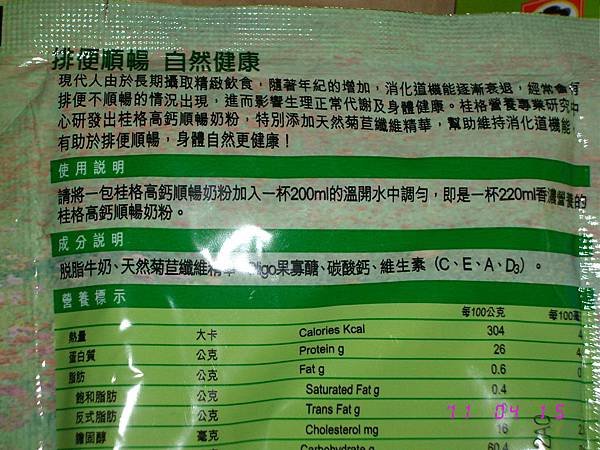 排便順暢 自然健康
現代人由於長期攝取精緻飲食,隨著年紀的增加,消化道機能逐漸衰退,經常會有
排便不順暢的情況出現,進而影響生理正常代謝及身體健康。桂格營養專業研究中
心研發出桂格高鈣順暢奶粉,特別添加天然菊苣纖維精華,幫助維持消化道機能,
有助於排便順暢,身體自然更健康!
使用說明
請將一包桂格高鈣順暢奶粉加入一杯200ml的溫開水中調勻,即是一杯220ml香濃營養的
桂格高鈣順暢奶粉。
成分說明
脫脂牛奶、天然菊苣纖維精華、Oligo果寡醣、碳酸鈣、維生素(C、E、A、D₃)。
營養標示
每100公克 每100毫
熱量 大卡 Calories Kcal 304
蛋白質 公克 Protein g 26
脂肪 公克 Fat g 0.6
飽和脂肪 公克 Saturated Fat g 0.4
反式脂肪 公克 Trans Fat g
膽固醇 毫克 Cholesterol mg 16
Carbohydrate g 60.4
2AG
11 04 15